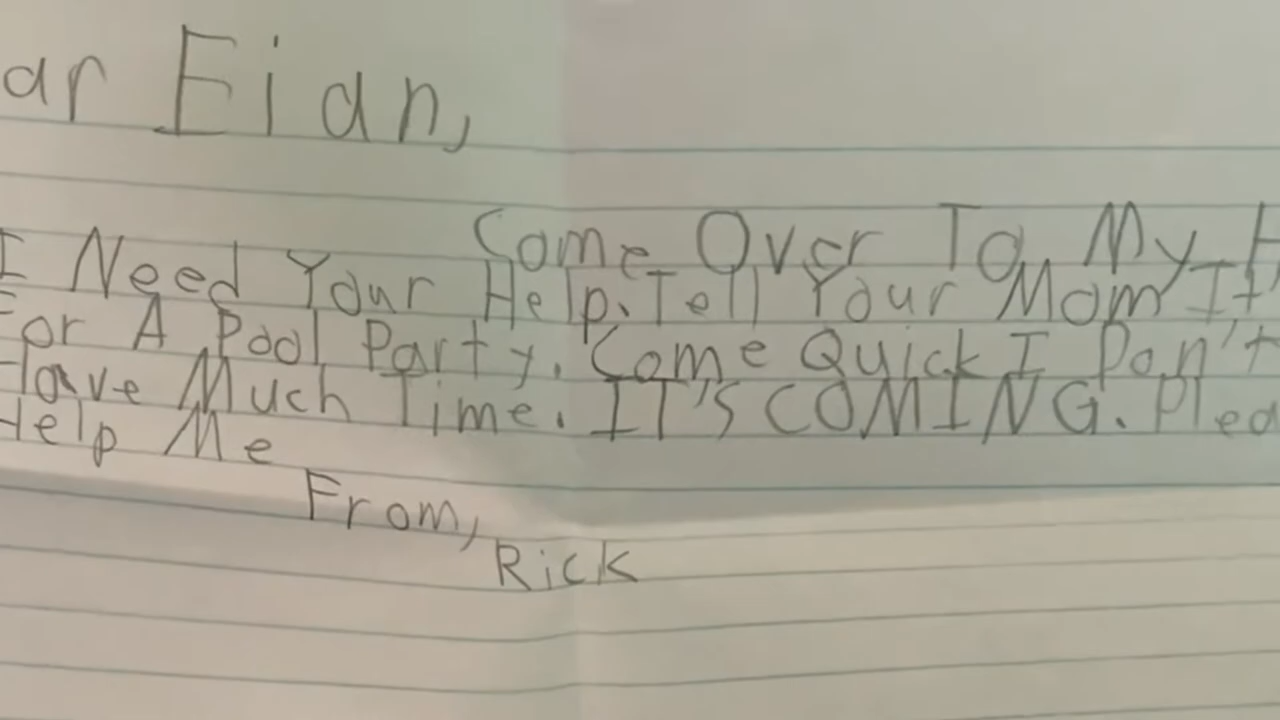 ar Eian,
Come Over To My H
I Need Your Help. Tell Your Mom It
For A Pool Party. Come Quick I Don't
Have Much Time. IT'S COMING. Plea
Help Me
From,
Rick